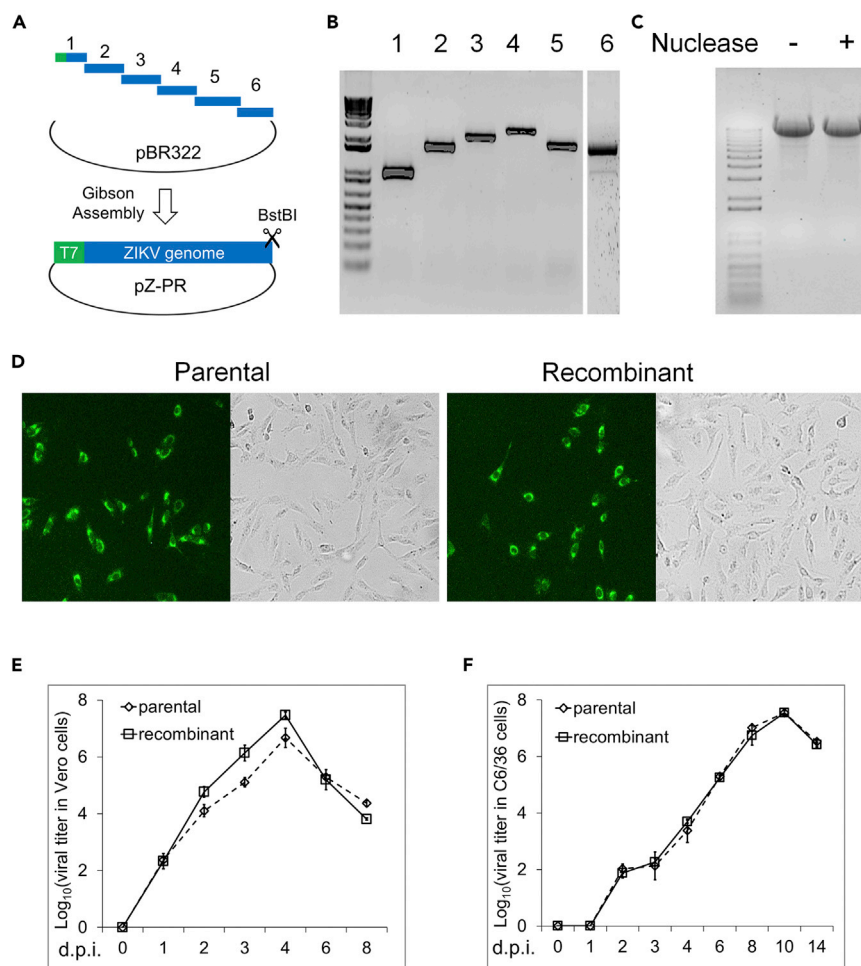 A
1
2
3
4
5
6
pBR322
Gibson
Assembly
BstBI
T7 ZIKV genome
pZ-PR
B
1 2 3 4 5 6
C
Nuclease - +
D
Parental Recombinant
E
Log10(viral titer in Vero cells)
8
6
4
2
0
parental
recombinant
d.p.i. 0 1 2 3 4 6 8
F
Log10(viral titer in C6/36 cells)
8
6
4
2
0
parental
recombinant
d.p.i. 0 1 2 3 4 6 8 10 14